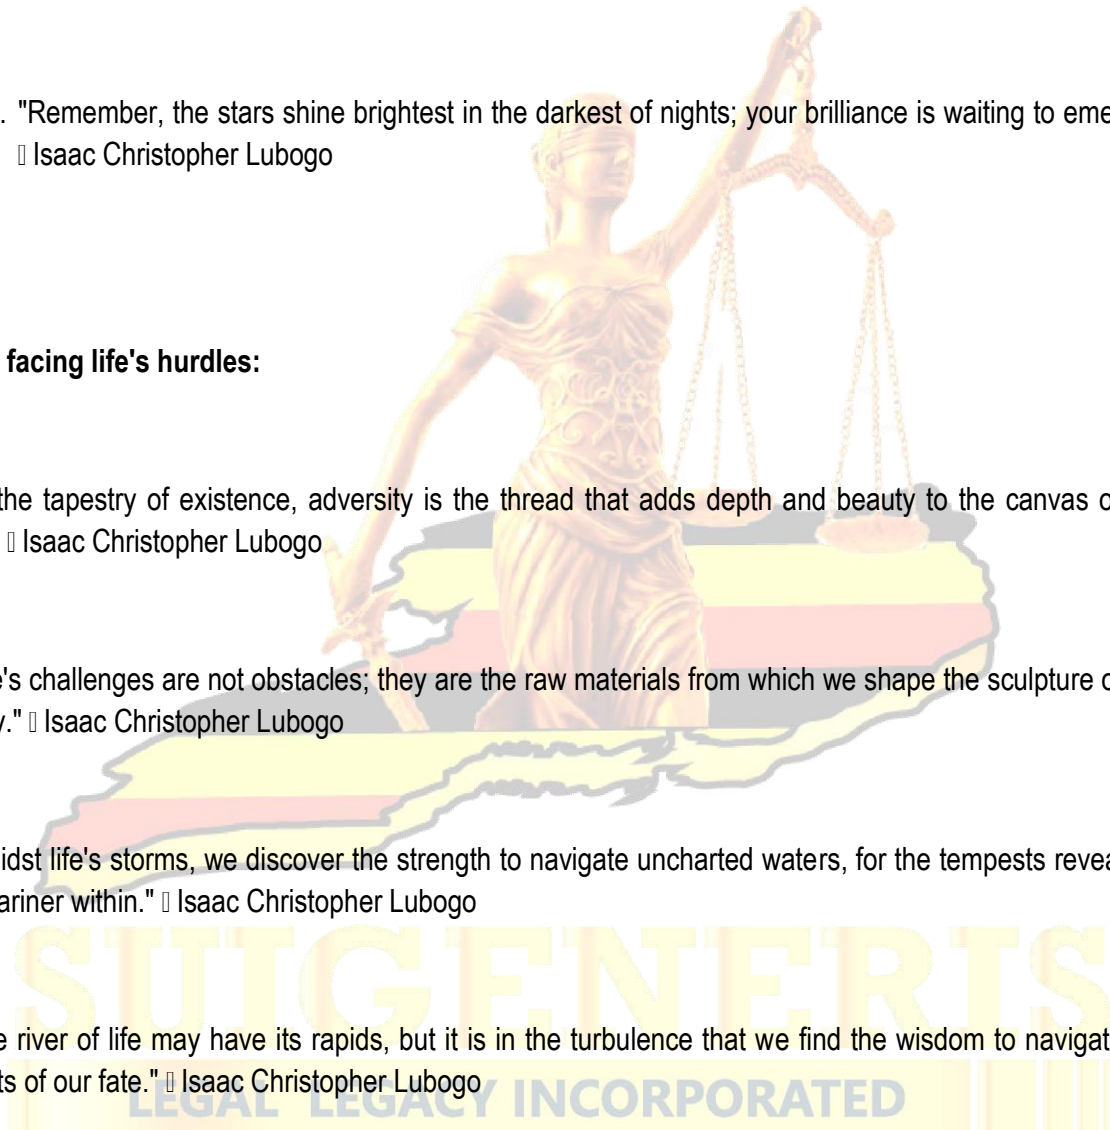 . "Remember, the stars shine brightest in the darkest of nights; your brilliance is waiting to eme
▯ Isaac Christopher Lubogo
facing life's hurdles:
the tapestry of existence, adversity is the thread that adds depth and beauty to the canvas o
▯ Isaac Christopher Lubogo
e's challenges are not obstacles; they are the raw materials from which we shape the sculpture o
y." ▯ Isaac Christopher Lubogo
idst life's storms, we discover the strength to navigate uncharted waters, for the tempests revea
ariner within." ▯ Isaac Christopher Lubogo
e river of life may have its rapids, but it is in the turbulence that we find the wisdom to navigat
ts of our fate." ▯ Isaac Christopher Lubogo
SUIGENERIS
LEGAL LEGACY INCORPORATED